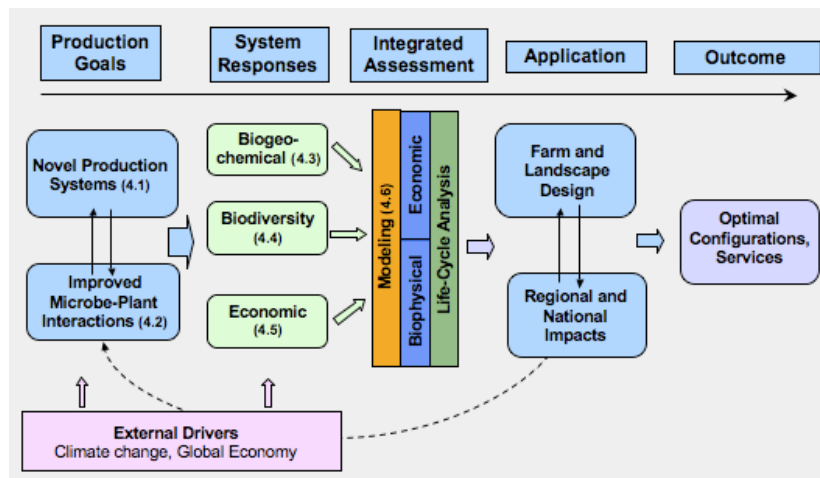 Production
Goals
System
Responses
Integrated
Assessment
Application
Outcome
Novel Production
Systems (4.1)
Improved
Microbe-Plant
Interactions (4.2)
Biogeo-
chemical (4.3)
Biodiversity
(4.4)
Economic
(4.5)
Modeling (4.6)
Economic
Biophysical
Life-Cycle Analysis
Farm and
Landscape
Design
Regional and
National
Impacts
Optimal
Configurations,
Services
External Drivers
Climate change, Global Economy